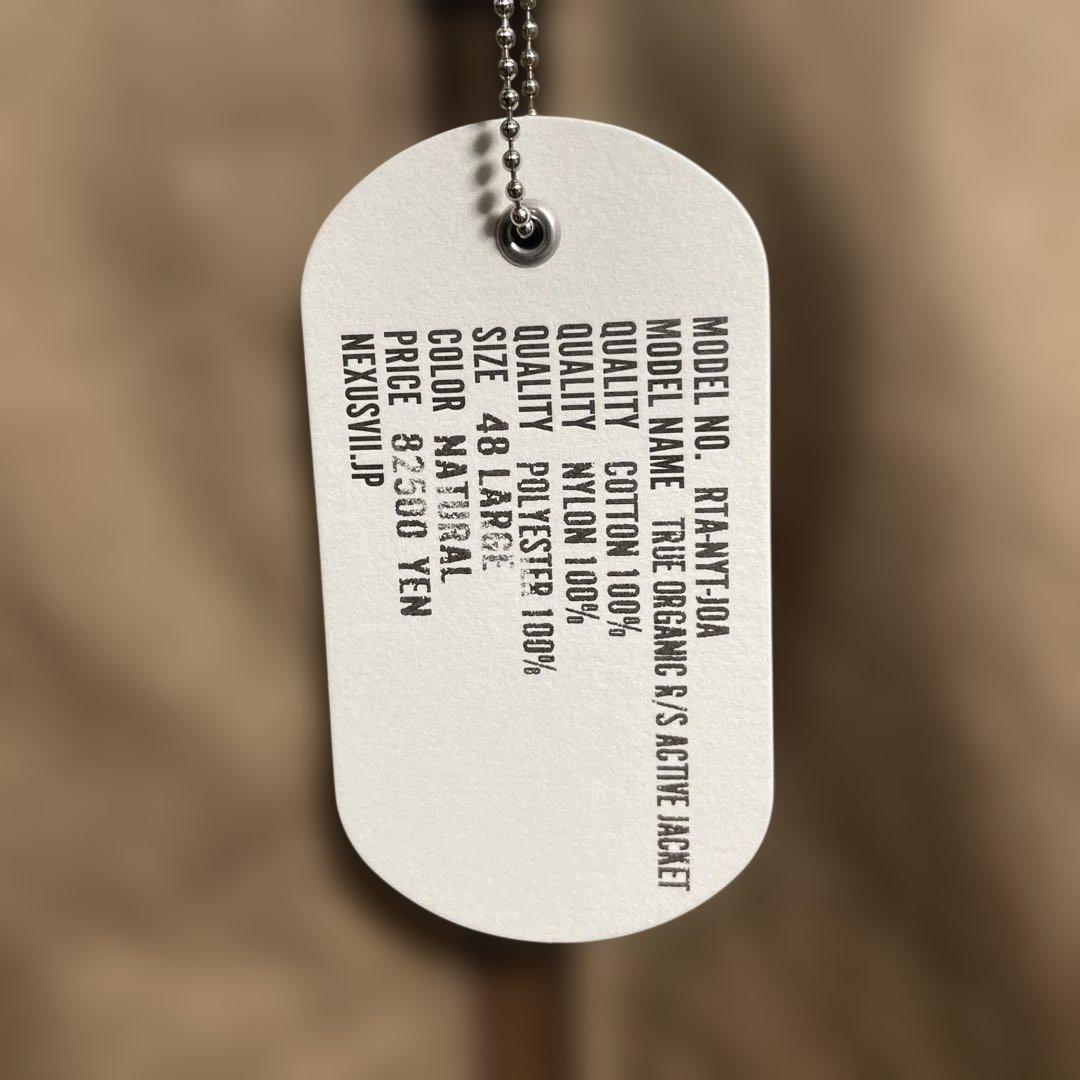 MODEL NO. RTA-NYT-J0A
MODEL NAME TRUE ORGANIC R/S ACTIVE JACKET
QUALITY COTTON 100%
QUALITY NYLON 100%
QUALITY POLYESTER 100%
SIZE 48 LARGE
COLOR NATURAL
PRICE 82500 YEN
NEXUSVII.JP